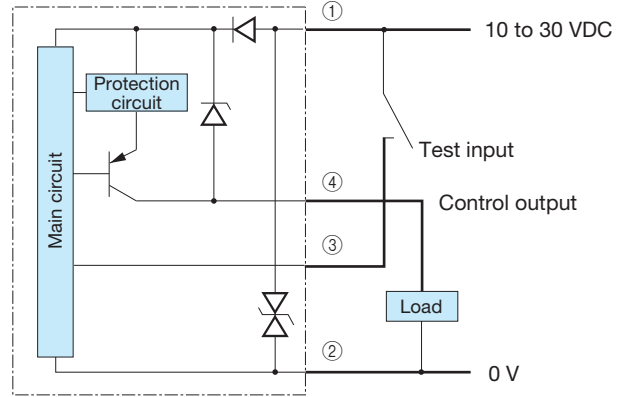 ①
10 to 30 VDC
Protection
circuit
Main circuit
Test input
④
Control output
③
Load
②
0 V